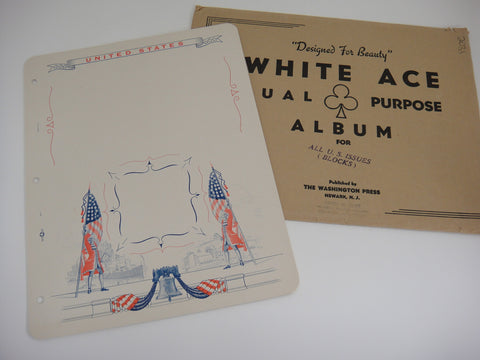 UNITED STATES
"Designed For Beauty"
WHITE ACE
UAL PURPOSE
ALBUM
FOR
ALL U.S. ISSUES
(BLOCKS)
Published by
THE WASHINGTON PRESS
NEWARK, N. J.